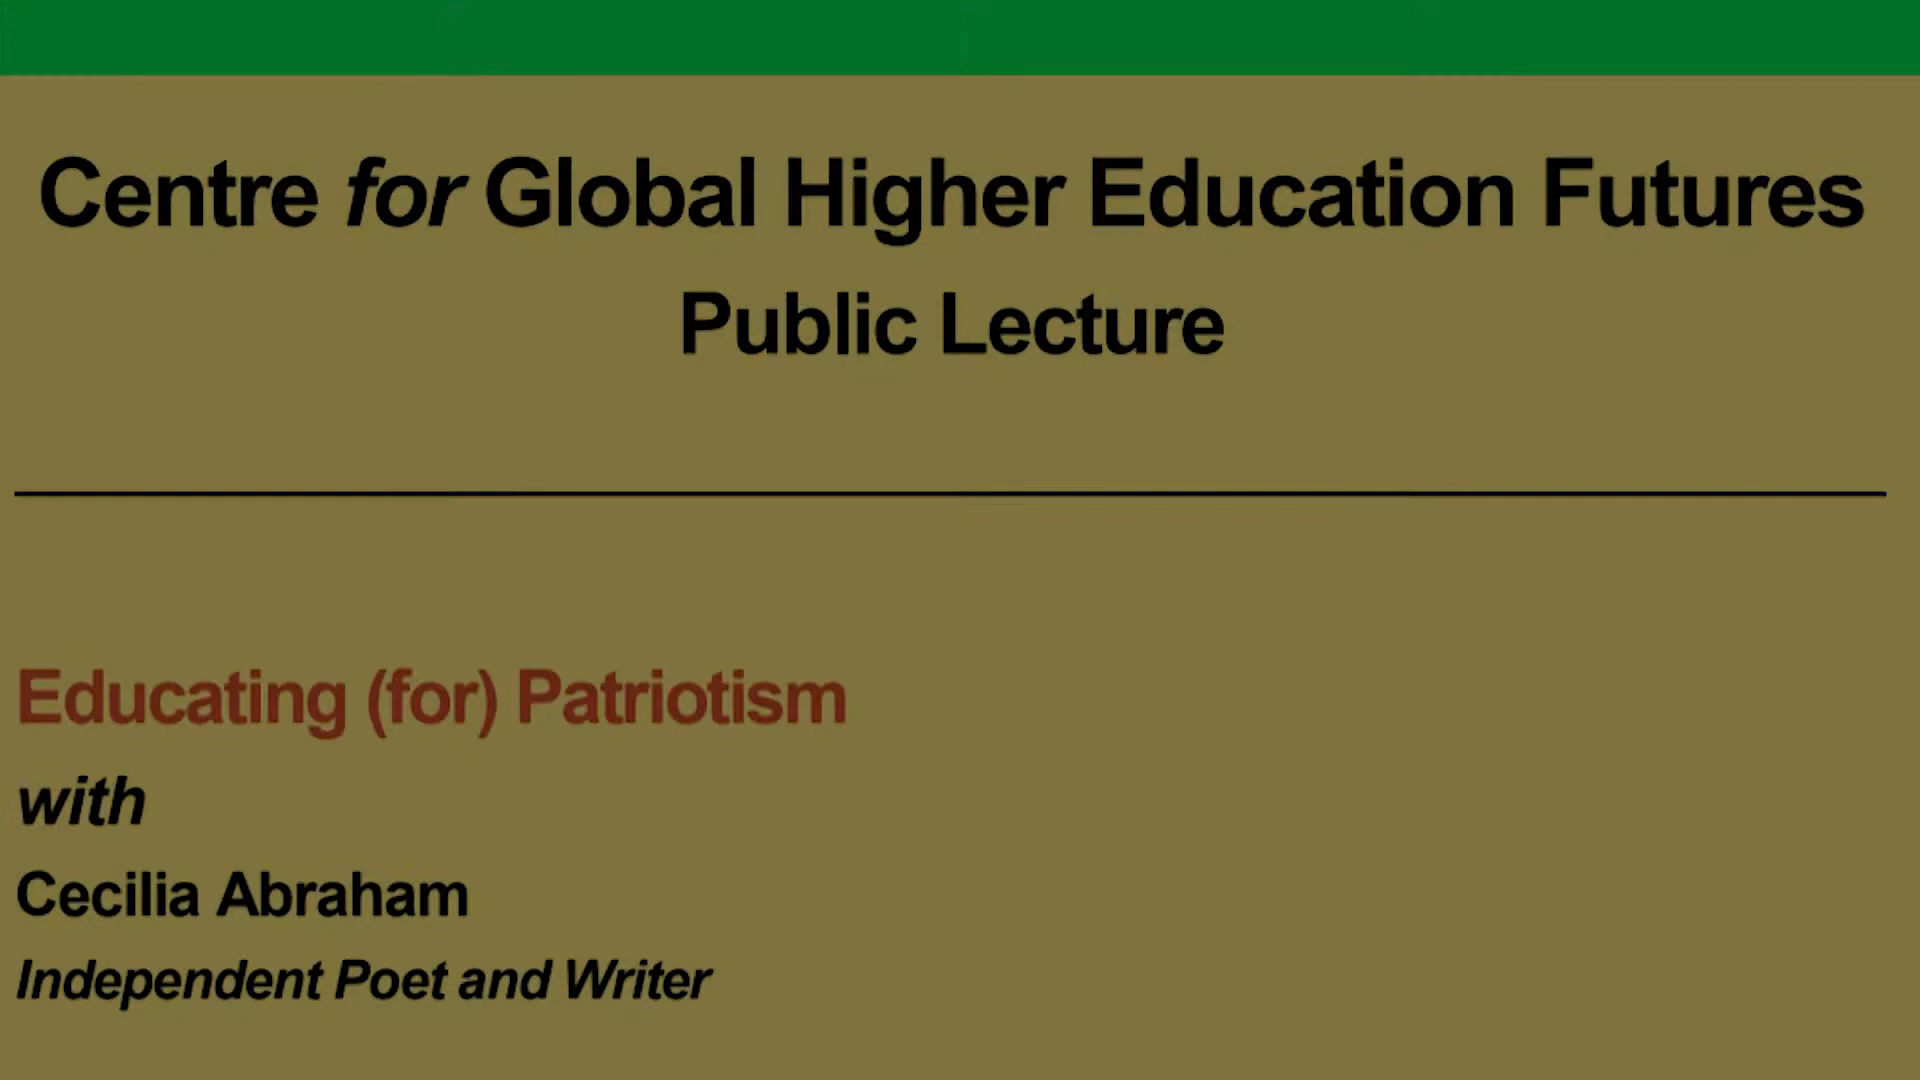 Centre for Global Higher Education Futures
Public Lecture
Educating (for) Patriotism
with
Cecilia Abraham
Independent Poet and Writer